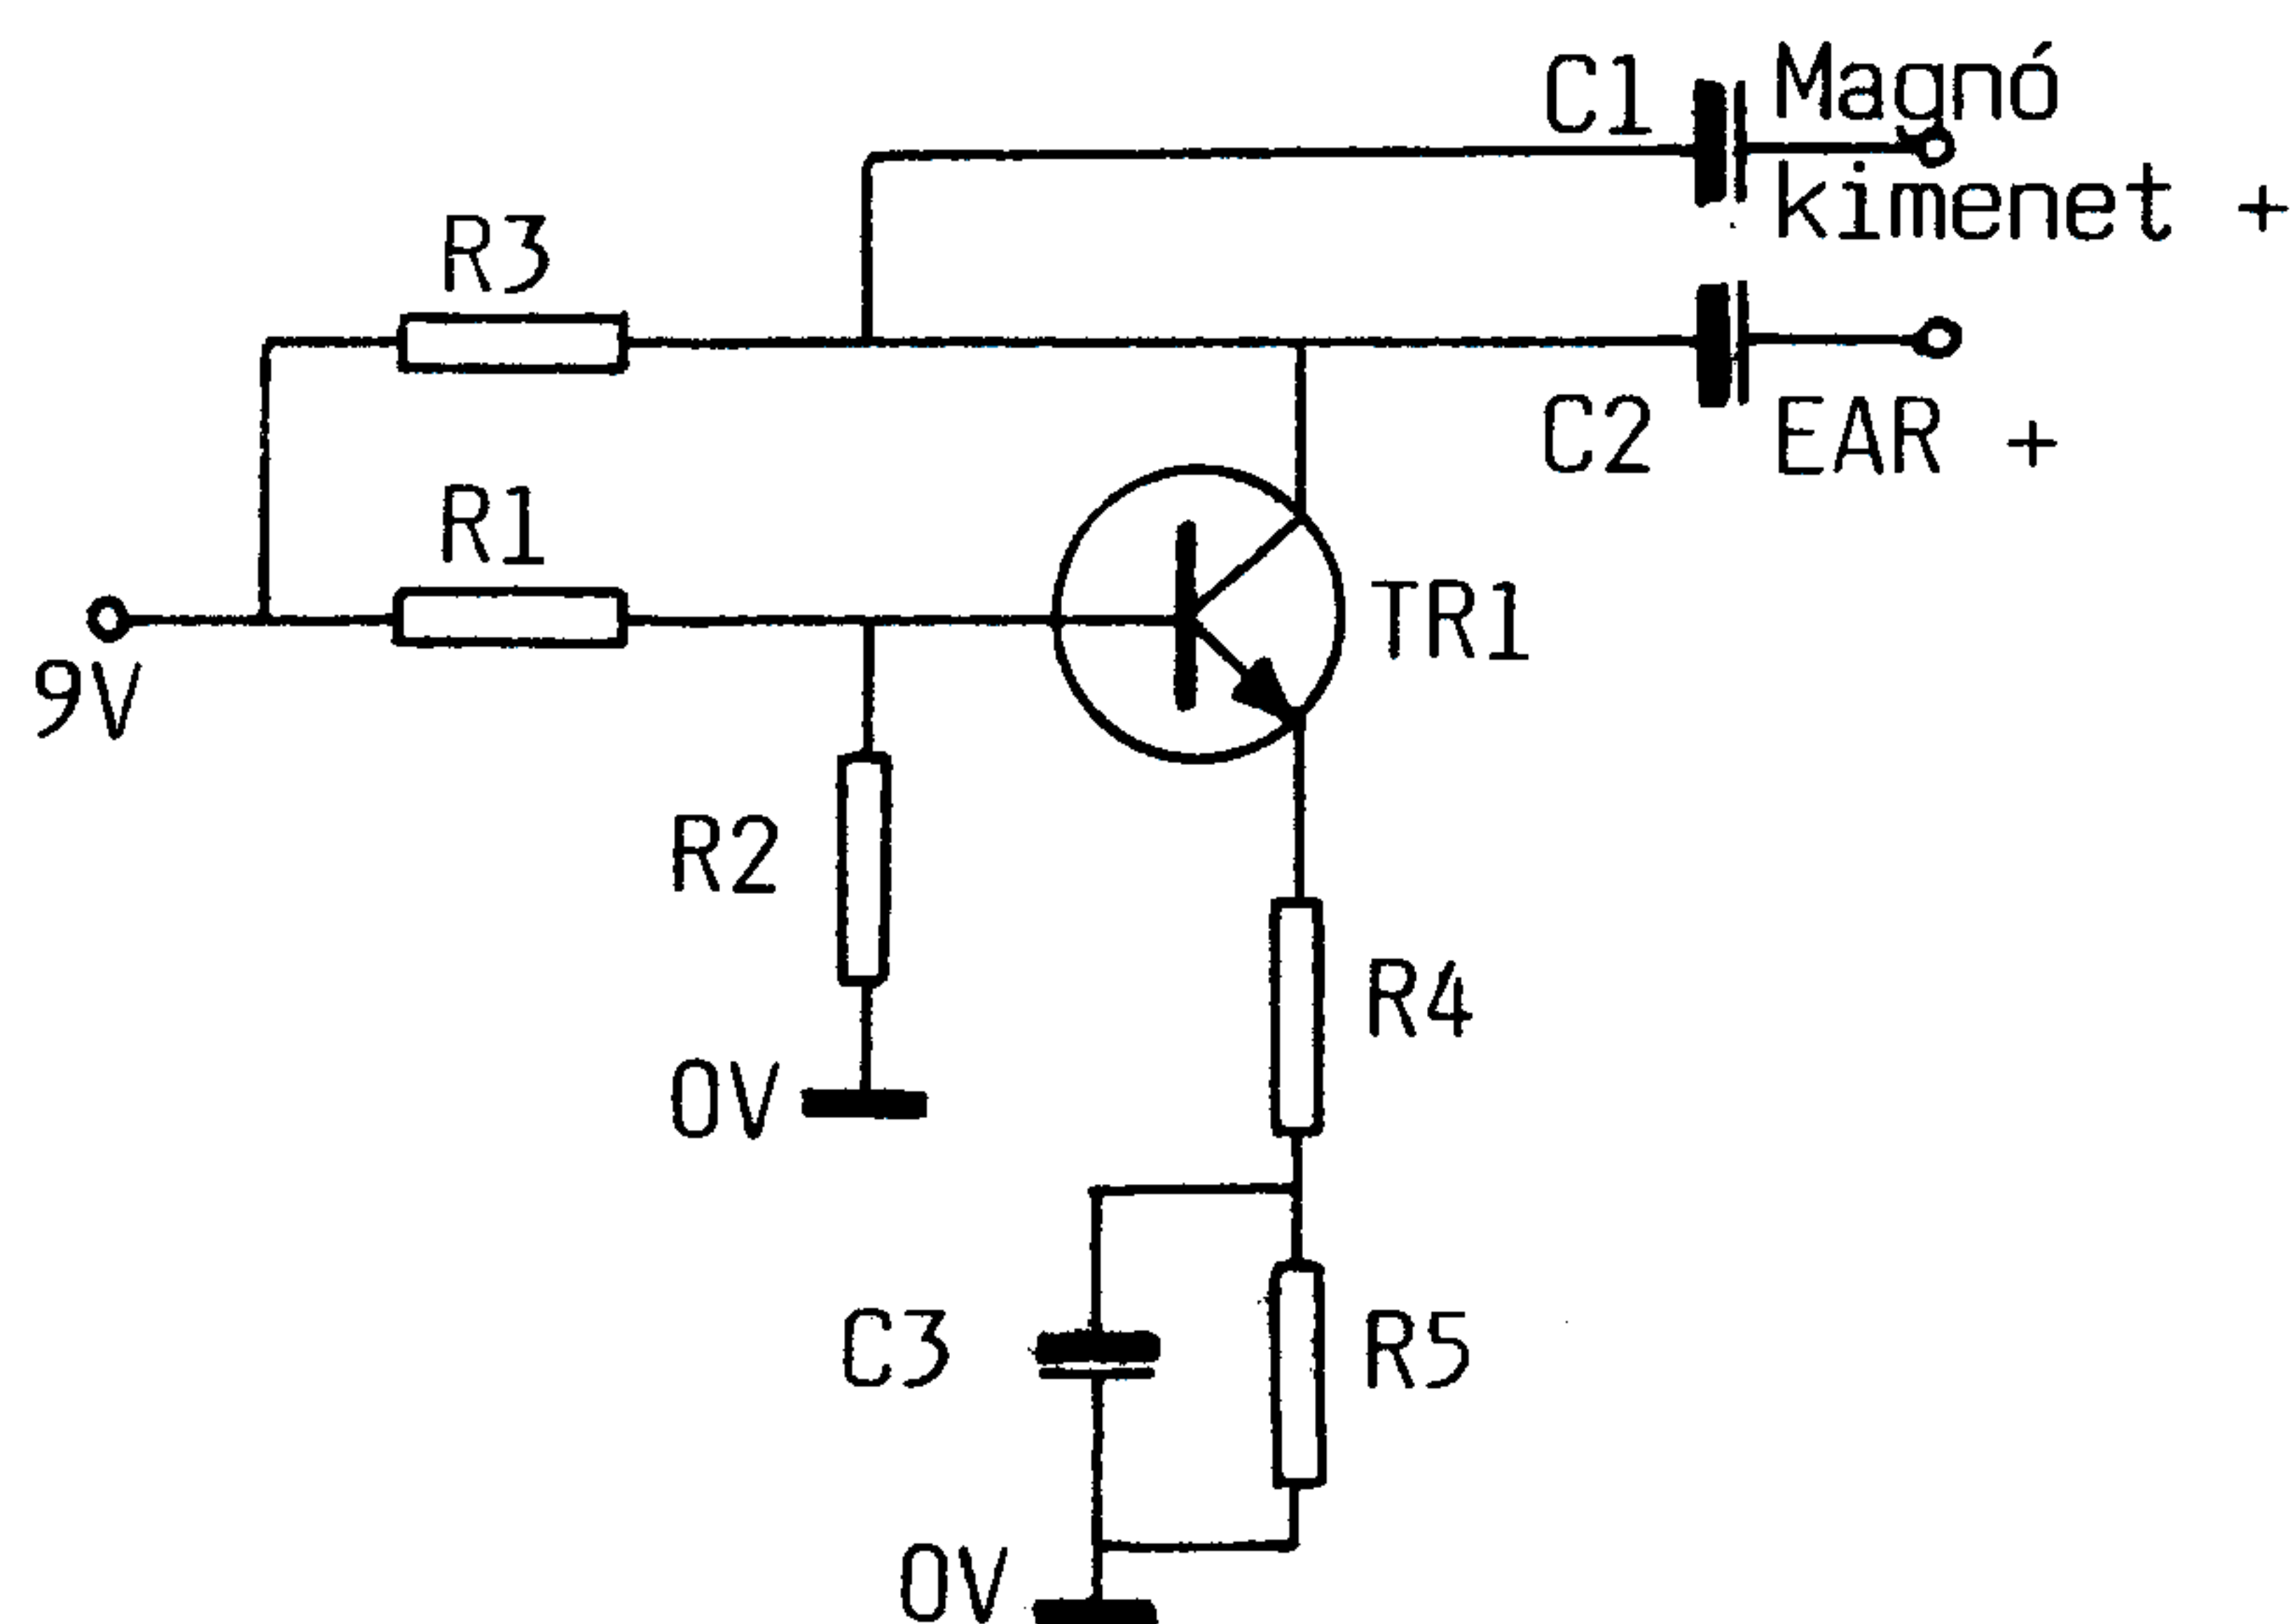 C1
Magnó
kimenet +
R3
C2
EAR +
R1
TR1
9V
R2
R4
0V
C3
R5
0V